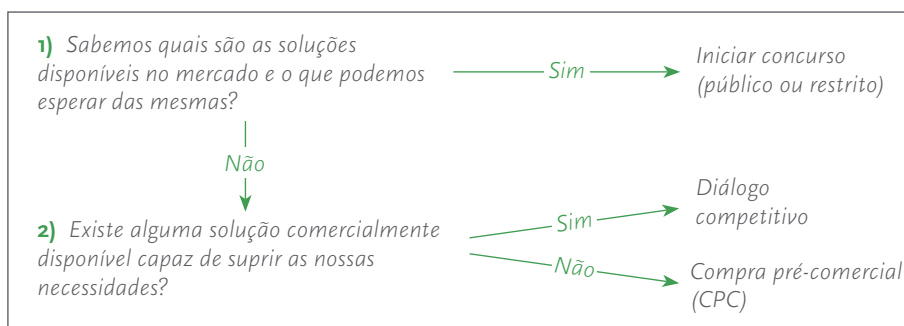 1) Sabemos quais são as soluções
disponíveis no mercado e o que podemos
esperar das mesmas?
Sim
Iniciar concurso
(público ou restrito)
Não
2) Existe alguma solução comercialmente
disponível capaz de suprir as nossas
necessidades?
Sim
Diálogo
competitivo
Não
Compra pré-comercial
(CPC)